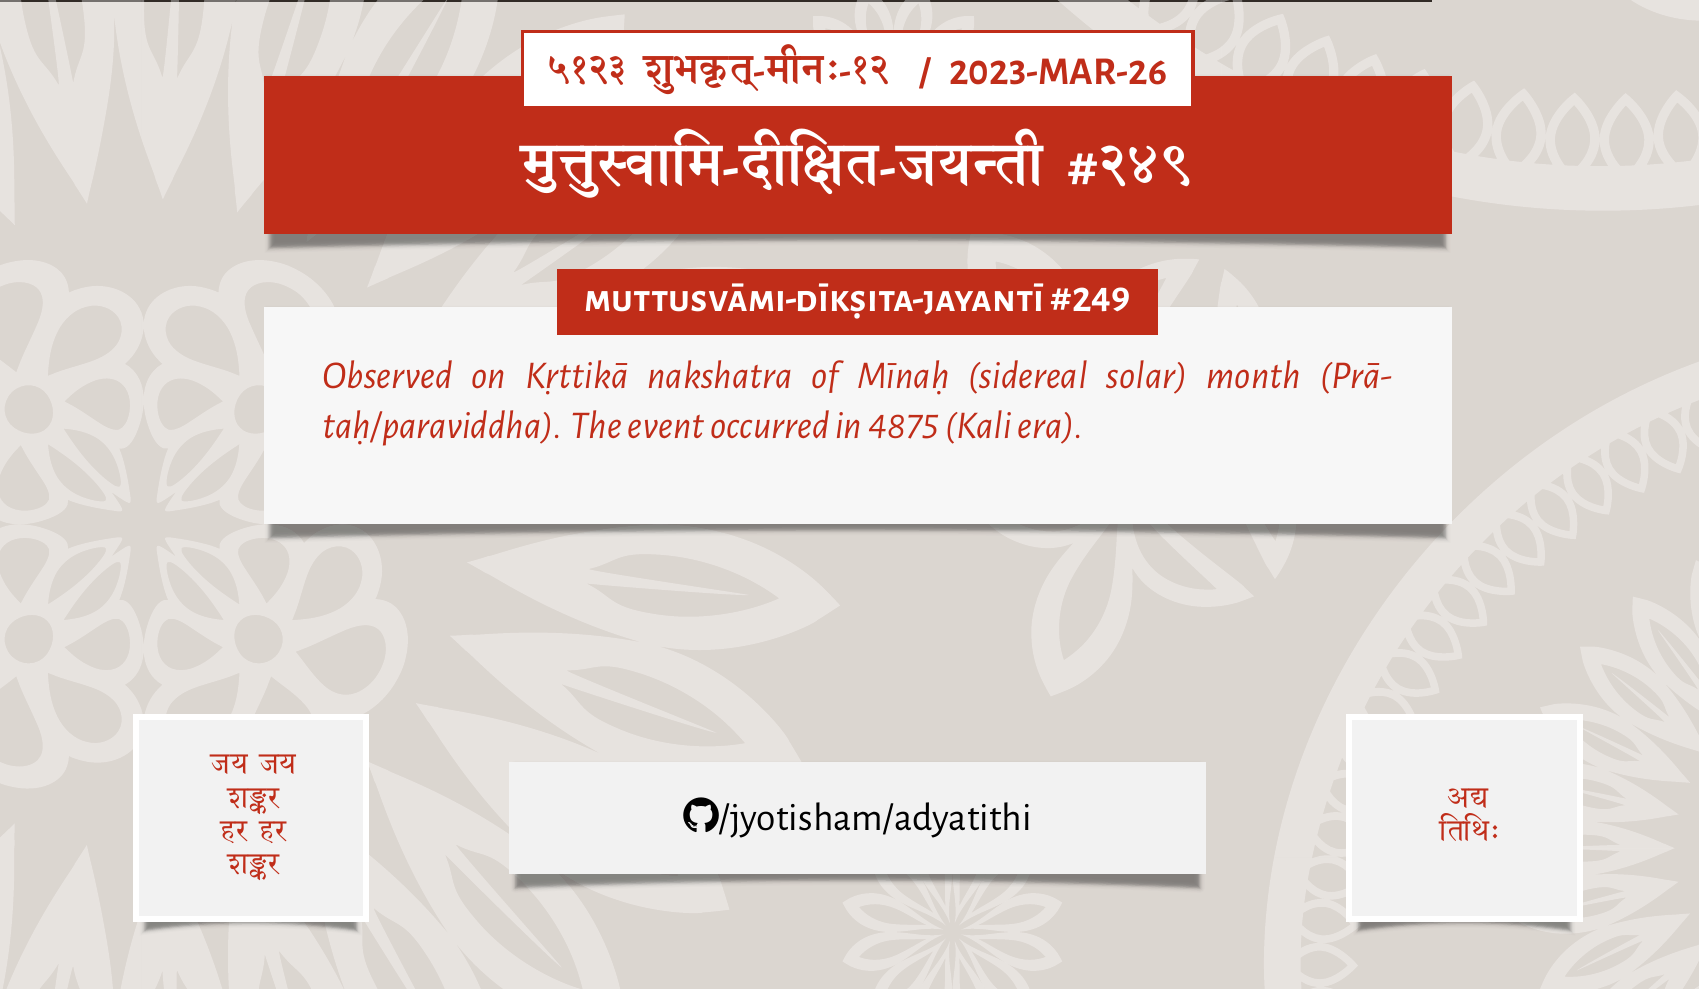 ५१२३ शुभकृत्-मीनः-१२ / 2023-MAR-26
मुत्तुस्वामि-दीक्षित-जयन्ती #२४९
MUTTUSVĀMI-DĪKṢITA-JAYANTĪ #249
Observed on Kṛttikā nakshatra of Mīnaḥ (sidereal solar) month (Prā-
taḥ/paraviddha). The event occurred in 4875 (Kali era).
जय जय
शङ्कर
हर हर
शङ्कर
/jyotisham/adyatithi
अद्य
तिथिः